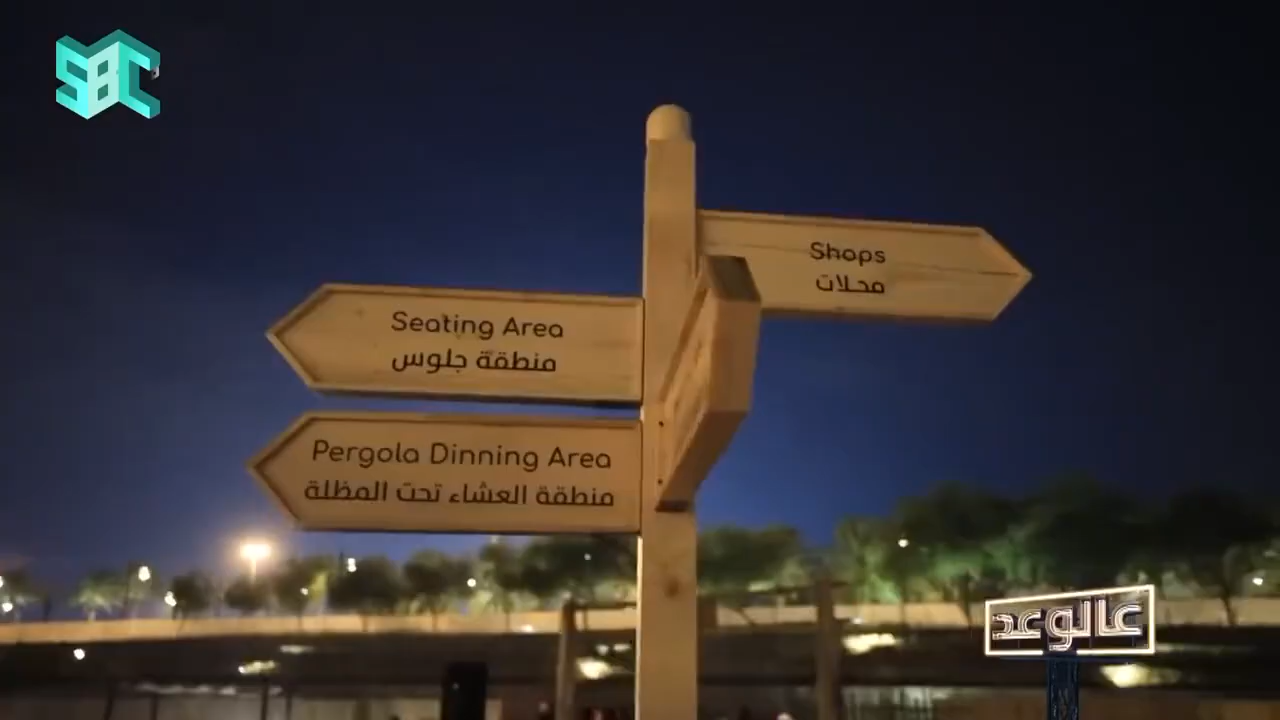 SBC
Shops
محلات
Seating Area
منطقة جلوس
Pergola Dinning Area
منطقة العشاء تحت المظلة
عالوعد